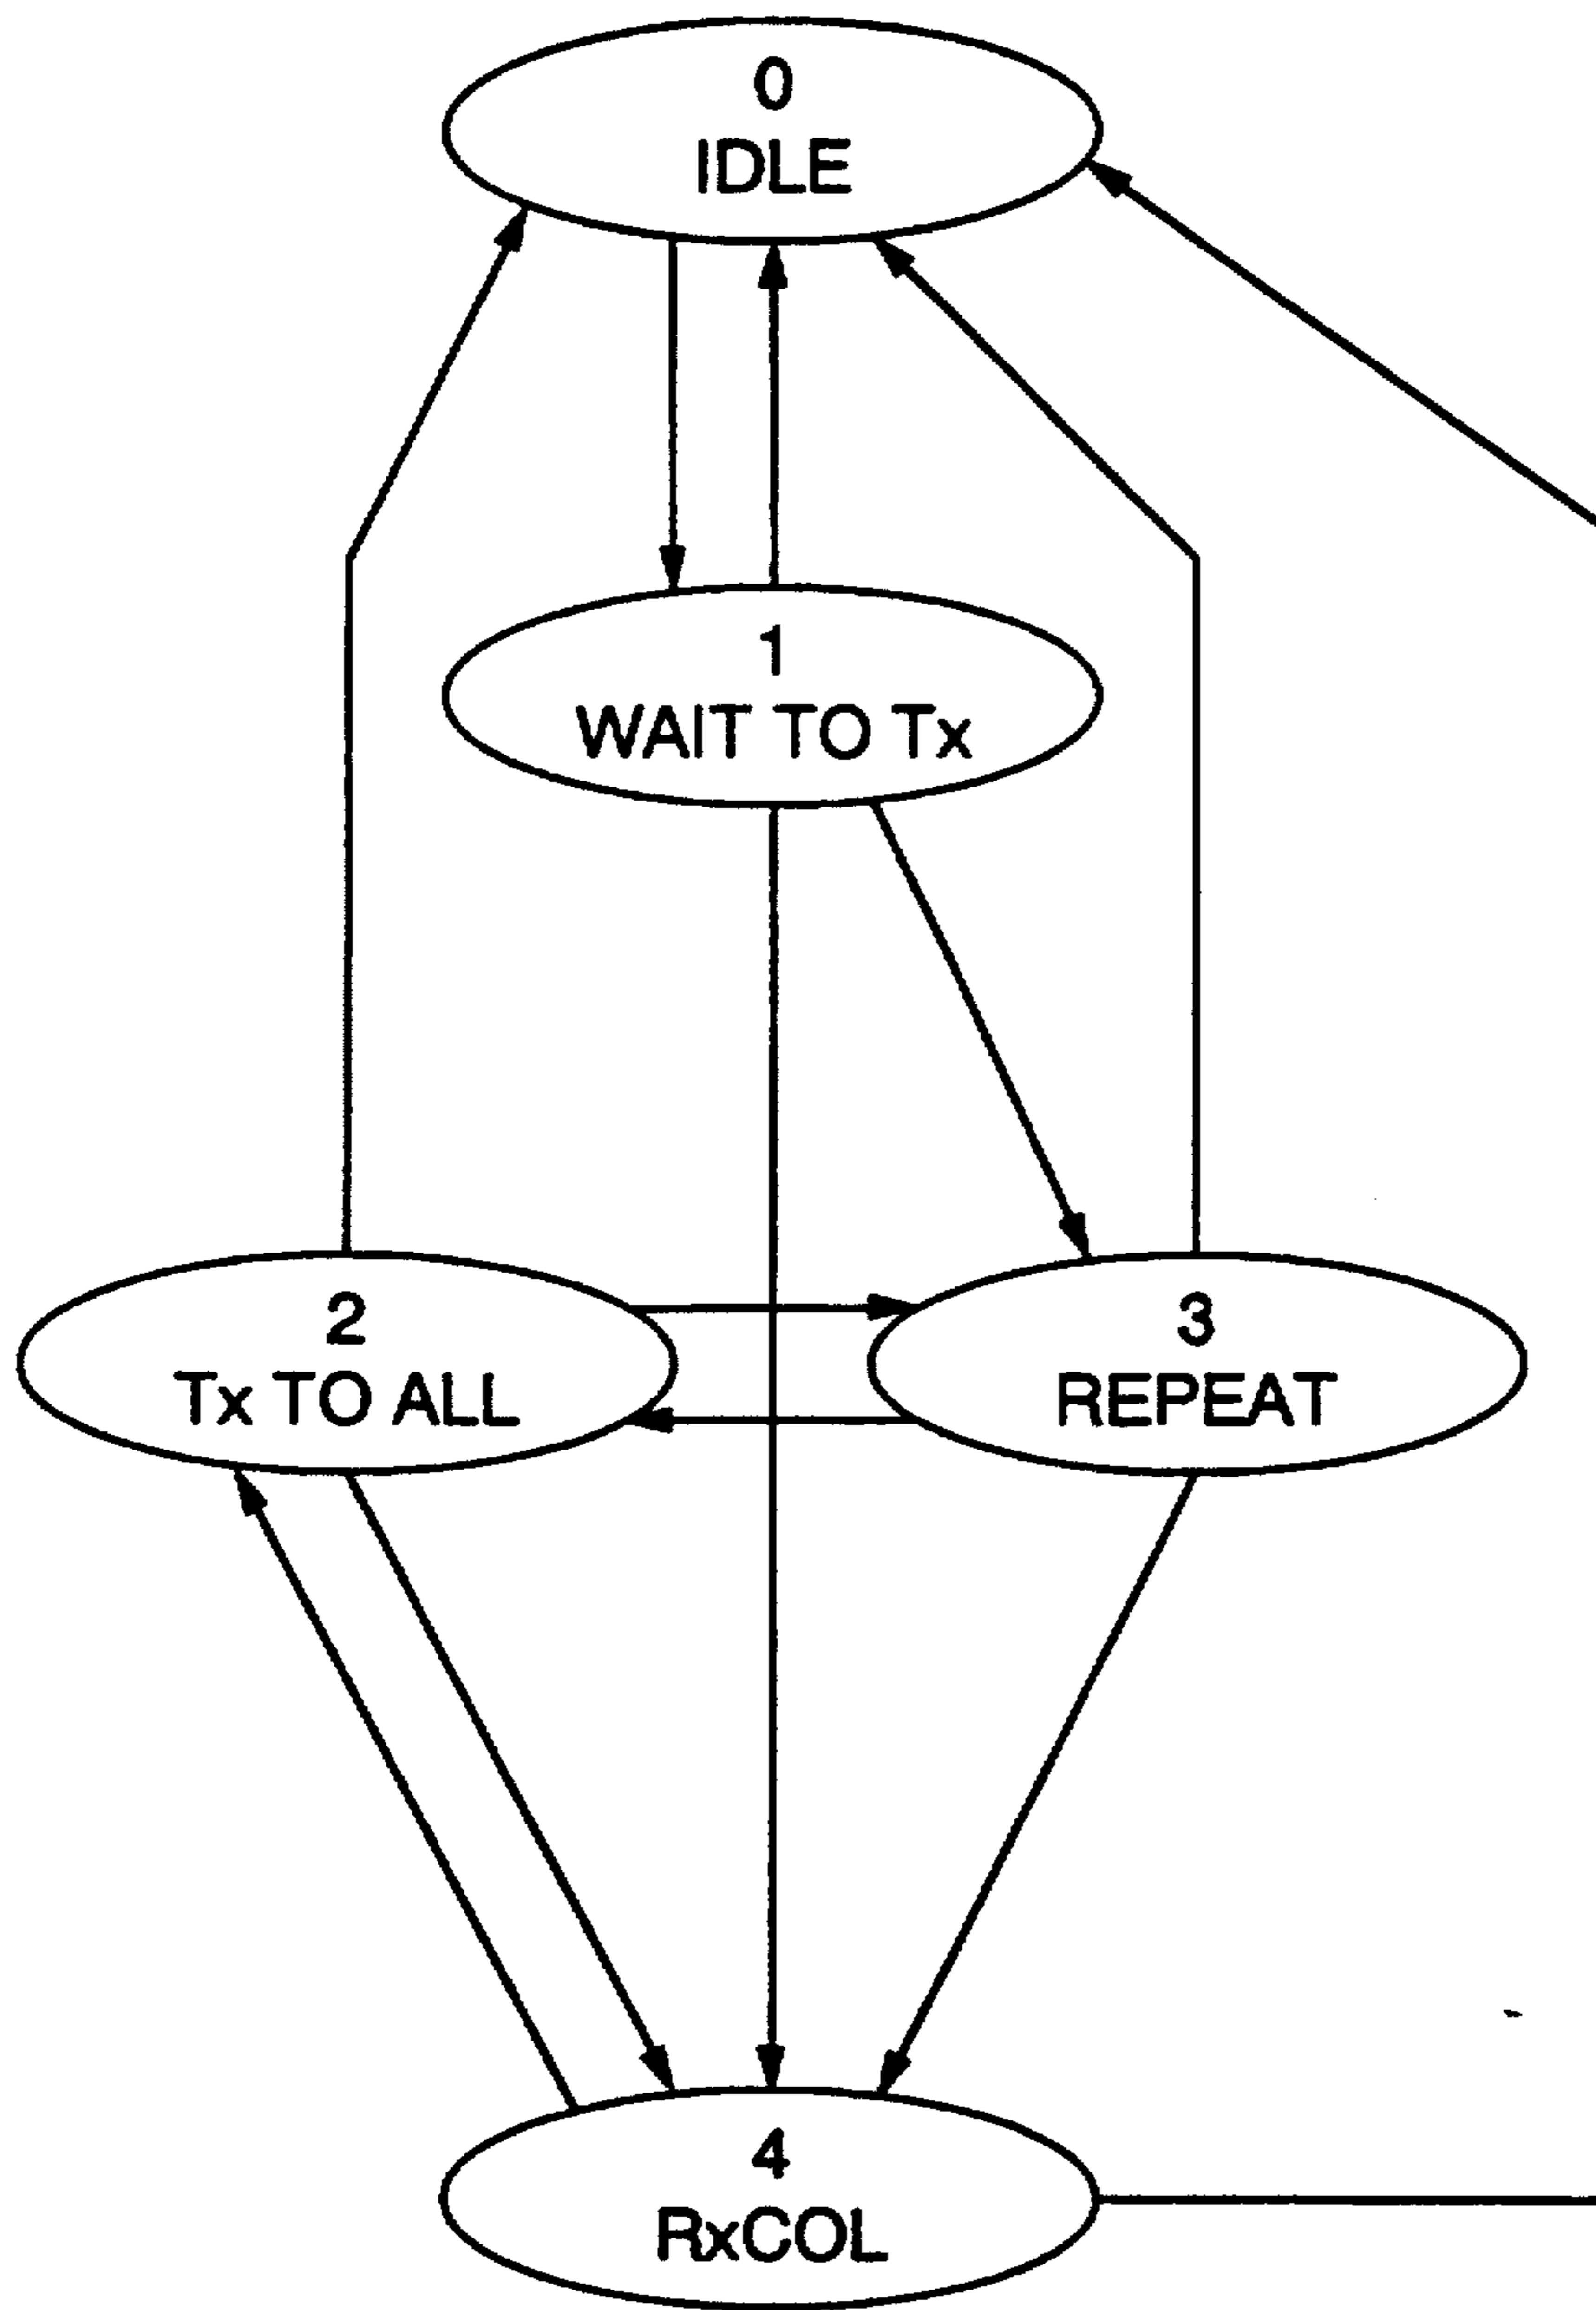 0
IDLE
1
WAIT TO Tx
2
Tx TO ALL
3
REPEAT
4
RxCOL